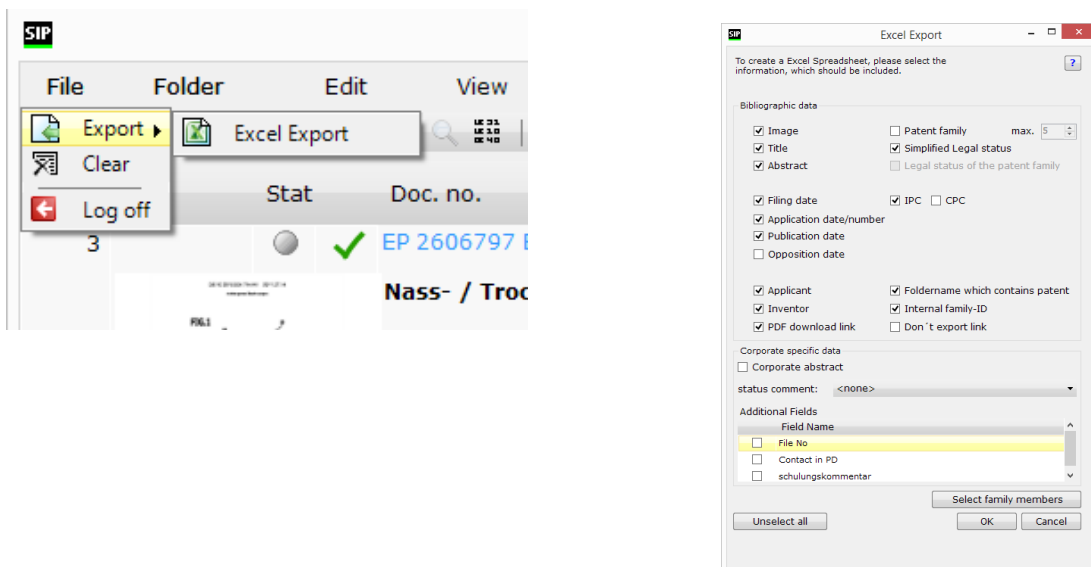 SIP
File Folder Edit View
Export Excel Export
Clear
Log off
Stat Doc. no.
3 EP 2606797
Nass- / Troc
FIG.1
SIP Excel Export
To create a Excel Spreadsheet, please select the
information, which should be included.
?
Bibliographic data
Image Patent family max. 5
Title Simplified Legal status
Abstract Legal status of the patent family
Filing date IPC CPC
Application date/number
Publication date
Opposition date
Applicant Foldername which contains patent
Inventor Internal family-ID
PDF download link Don´t export link
Corporate specific data
Corporate abstract
status comment: <none>
Additional Fields
Field Name
File No
Contact in PD
schulungskommentar
Select family members
Unselect all OK Cancel